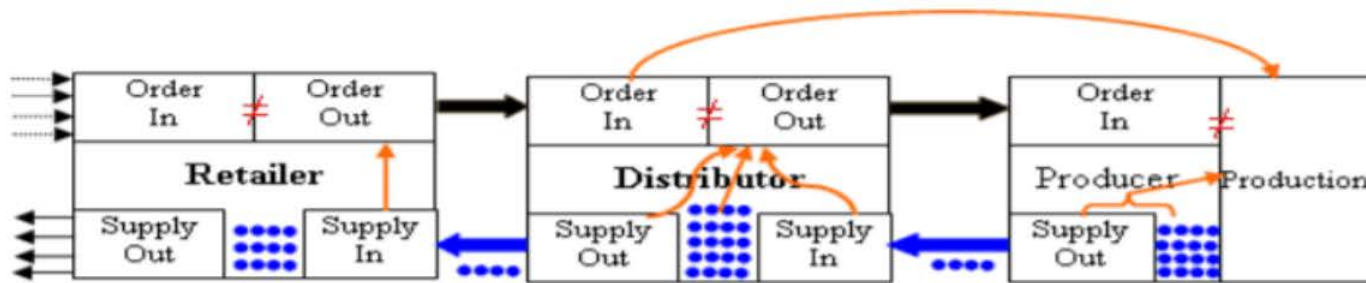 Order In
≠
Order Out
Retailer
Supply Out
Supply In
Order In
≠
Order Out
Distributor
Supply Out
Supply In
Order In
≠
Producer
Production
Supply Out